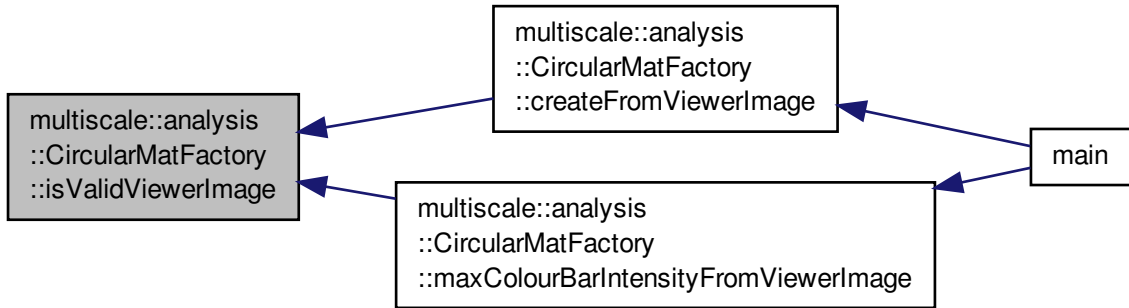 multiscale::analysis
::CircularMatFactory
::isValidViewerImage
multiscale::analysis
::CircularMatFactory
::createFromViewerImage
multiscale::analysis
::CircularMatFactory
::maxColourBarIntensityFromViewerImage
main